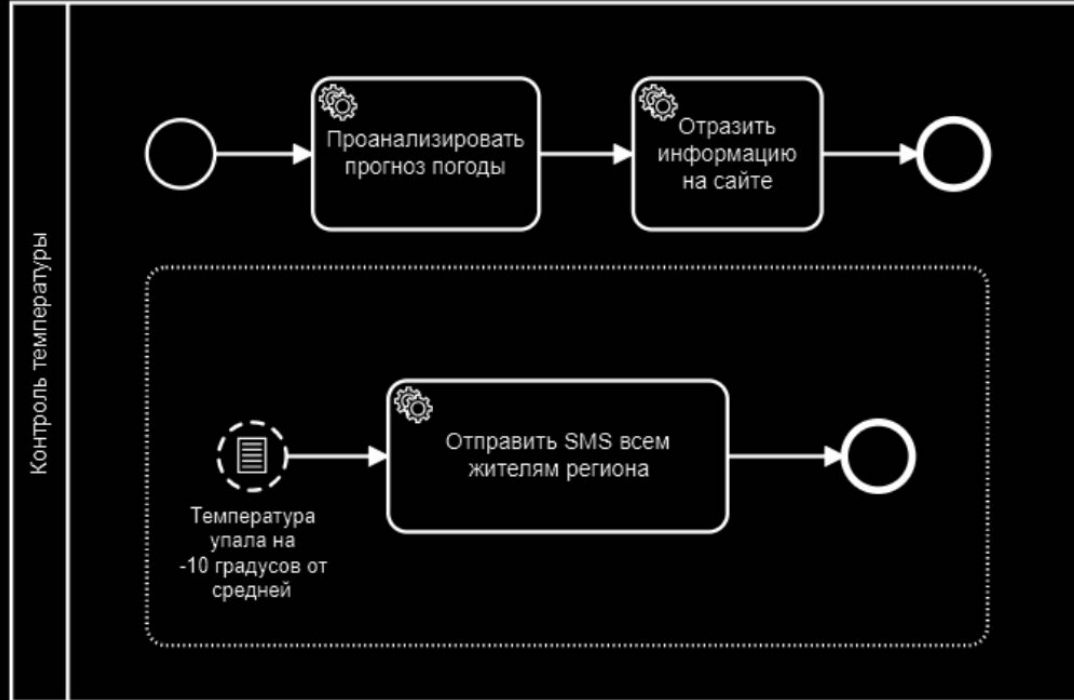 Контроль температуры
Проанализировать
прогноз погоды
Отразить
информацию
на сайте
Отправить SMS всем
жителям региона
Температура
упала на
-10 градусов от
средней